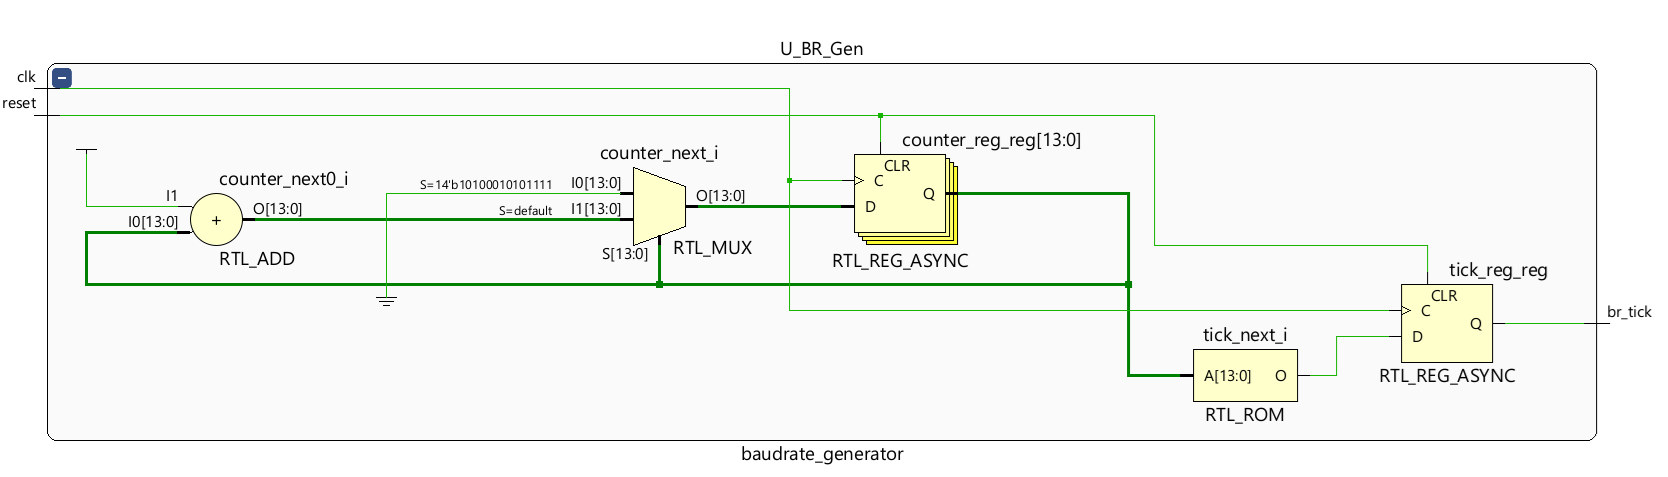 U_BR_Gen
clk
reset
counter_next0_i
I1
I0[13:0]
+
O[13:0]
RTL_ADD
counter_next_i
S=14'b10100010101111
I0[13:0]
S=default
I1[13:0]
S[13:0]
O[13:0]
RTL_MUX
counter_reg_reg[13:0]
CLR
C
D
Q
RTL_REG_ASYNC
tick_next_i
A[13:0]
O
RTL_ROM
tick_reg_reg
CLR
C
D
Q
RTL_REG_ASYNC
br_tick
baudrate_generator